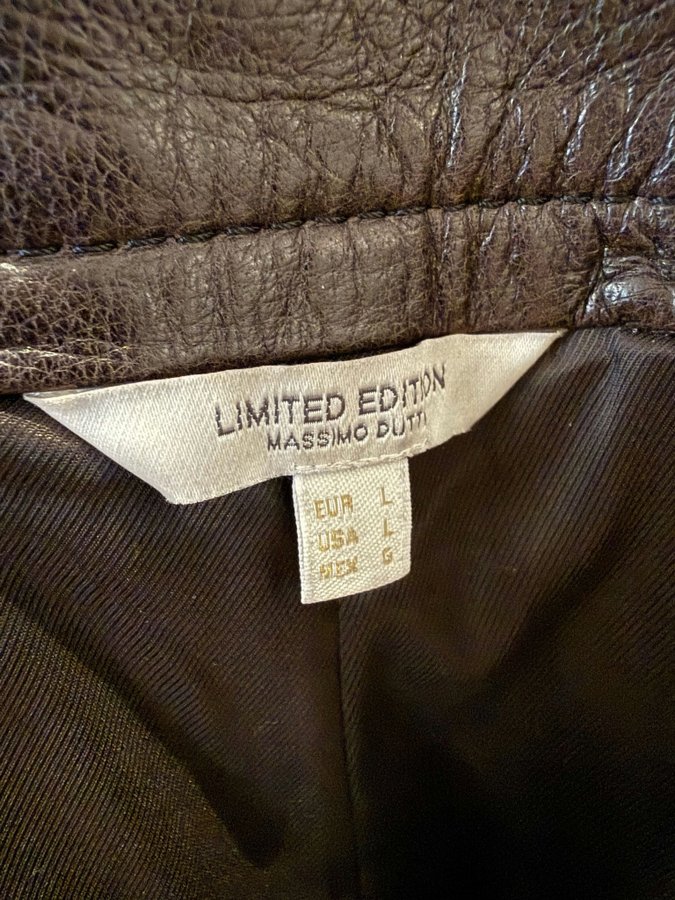 LIMITED EDITION
MASSIMO DUTTI
EUR L
USA L
MEX G